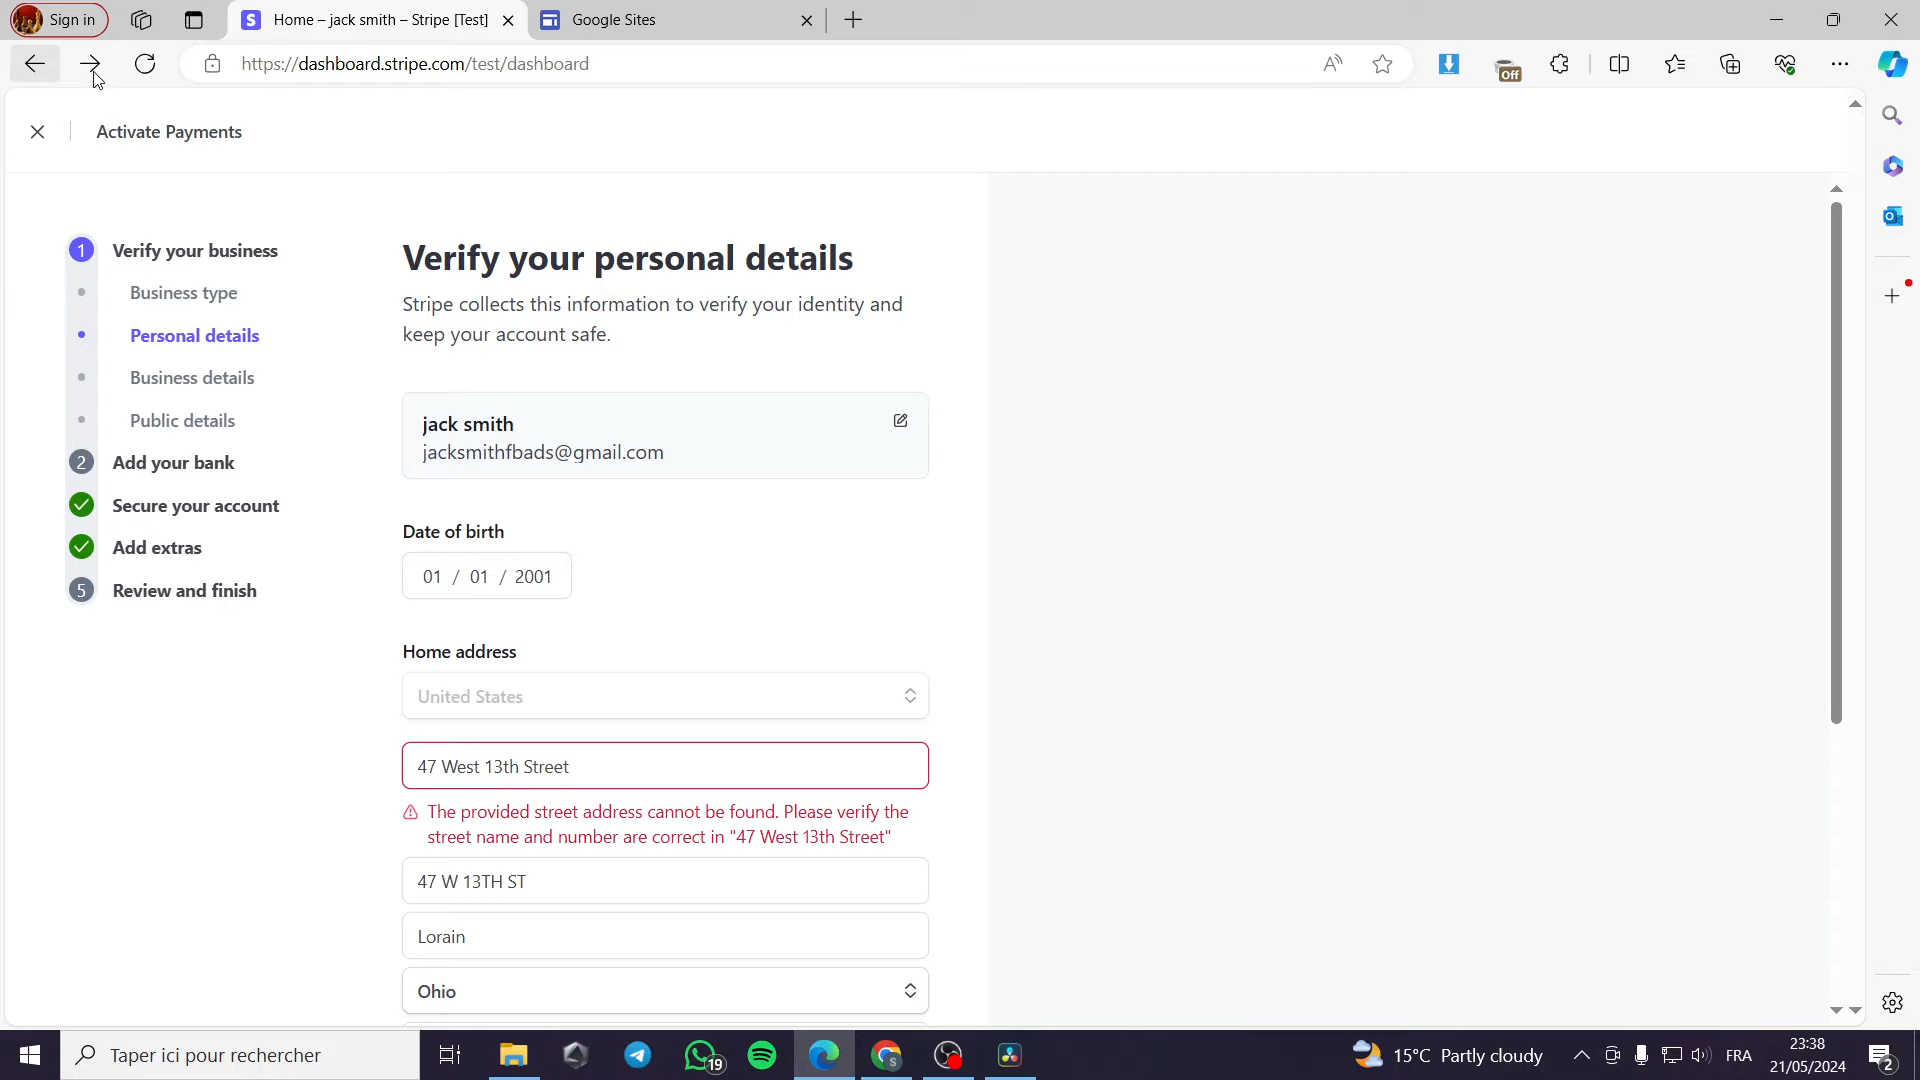 Sign in
Home – jack smith – Stripe [Test]
Google Sites
https://dashboard.stripe.com/test/dashboard
Off
Activate Payments
1 Verify your business
Business type
Personal details
Business details
Public details
2 Add your bank
Secure your account
Add extras
5 Review and finish
Verify your personal details
Stripe collects this information to verify your identity and
keep your account safe.
jack smith
jacksmithfbads@gmail.com
Date of birth
01 / 01 / 2001
Home address
United States
47 West 13th Street
The provided street address cannot be found. Please verify the
street name and number are correct in "47 West 13th Street"
47 W 13TH ST
Lorain
Ohio
Taper ici pour rechercher
19
15°C Partly cloudy
FRA
23:38
21/05/2024
2